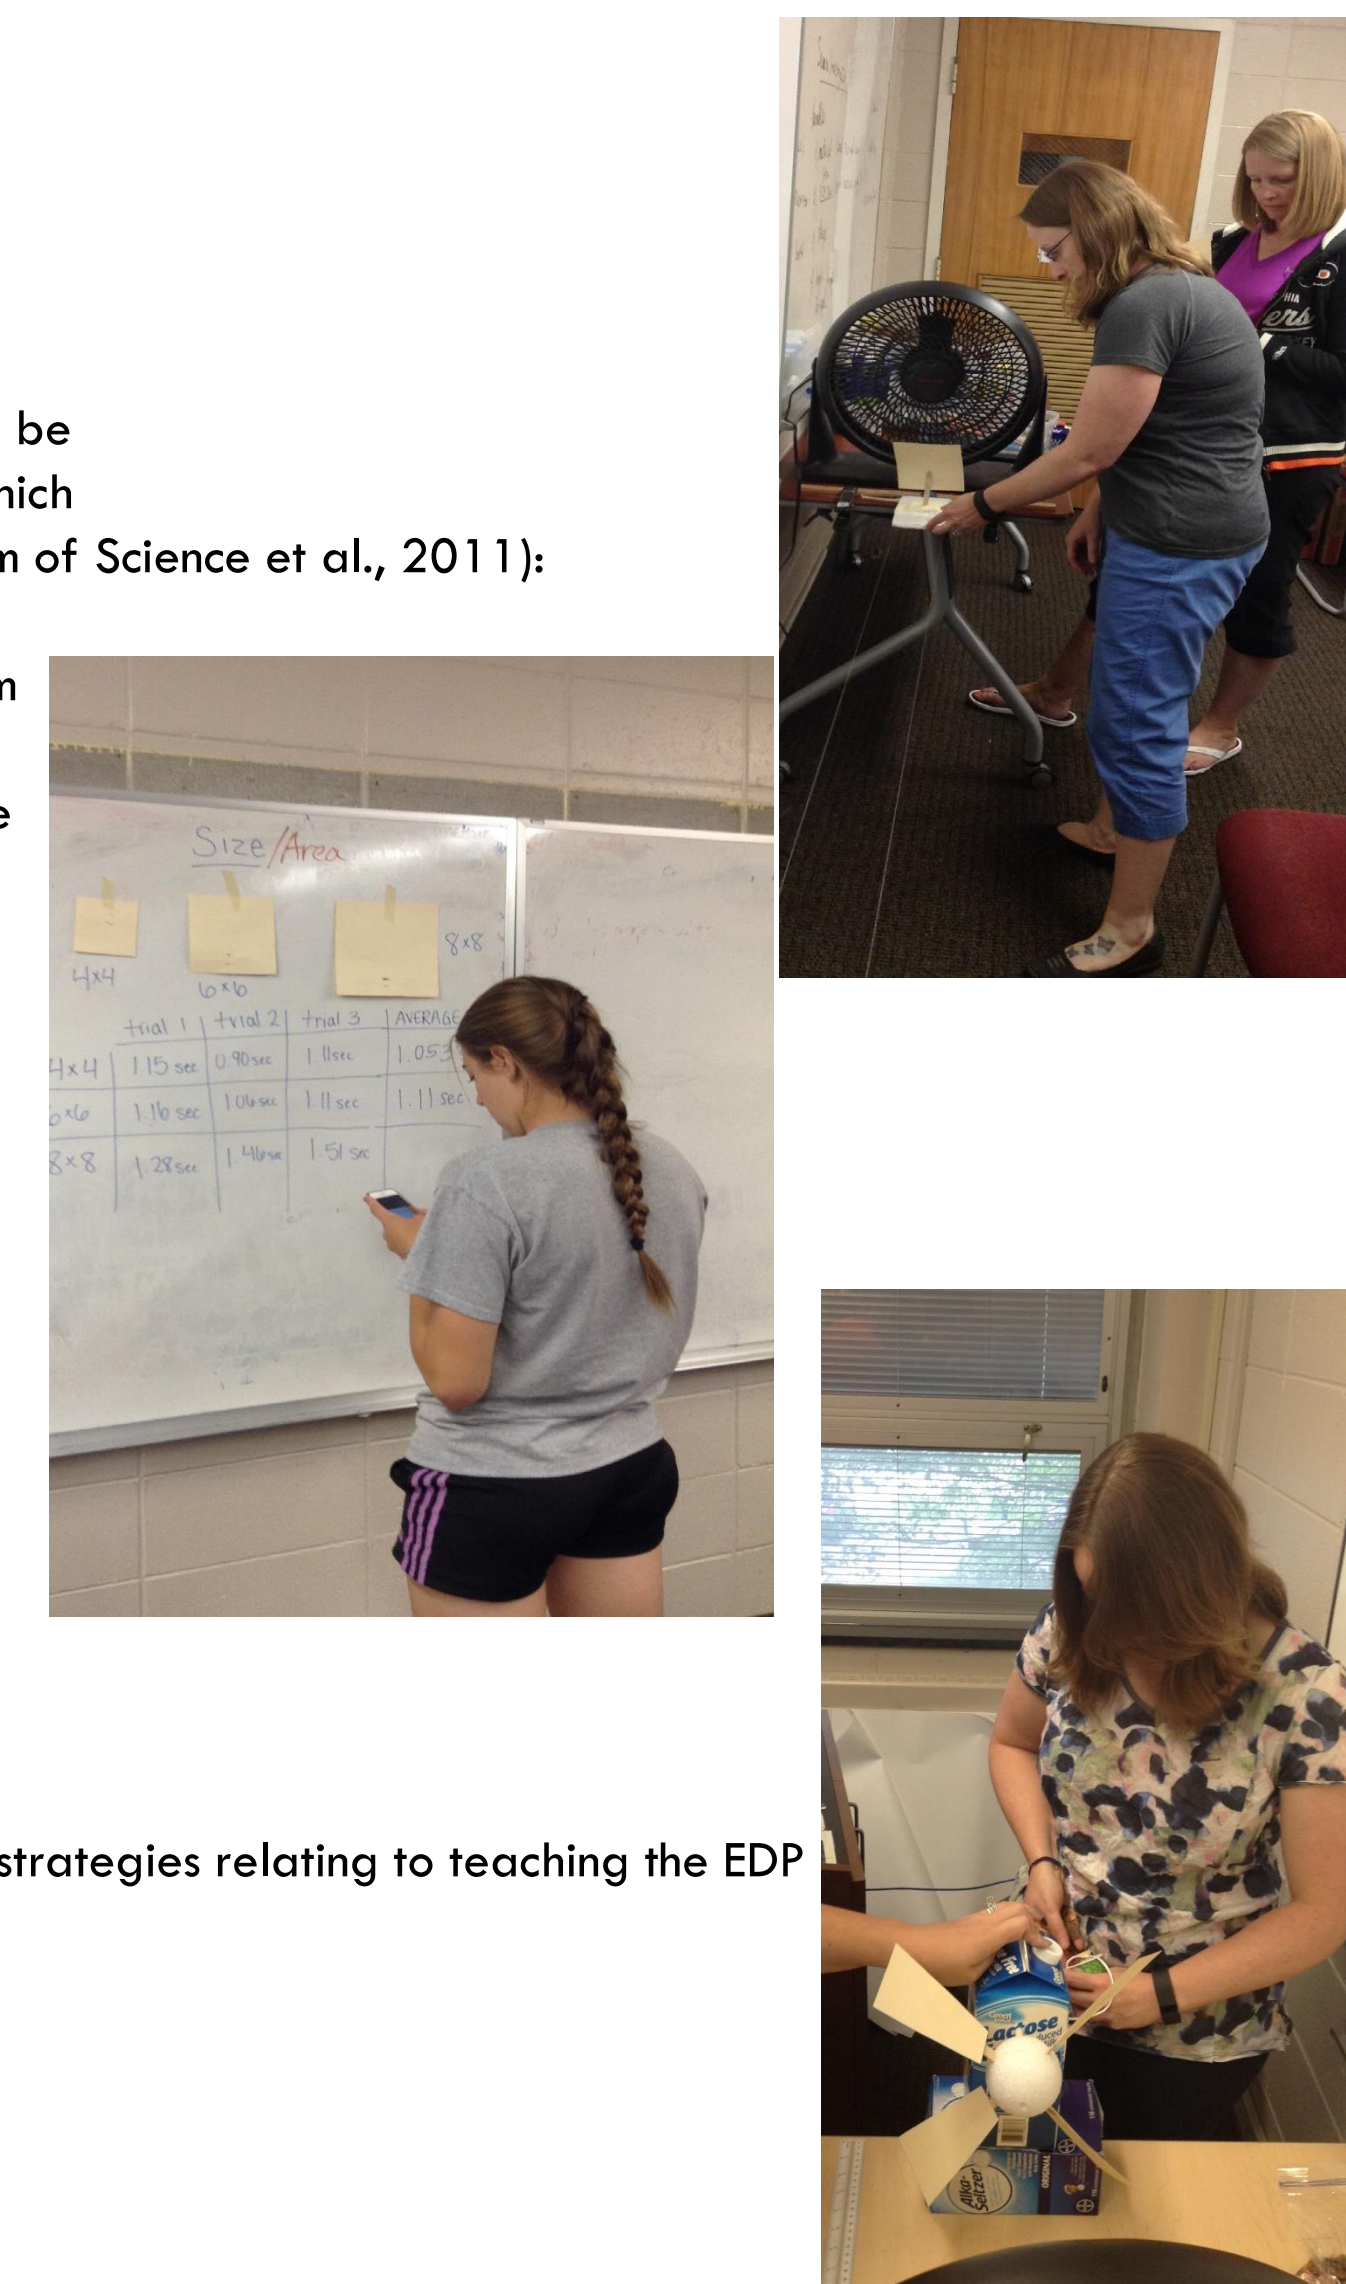 be
hich
m of Science et al., 2011):
m
e
Size/Area
8x8
4x4
6x6
trial 1 trial 2 trial 3 AVERAGE
4x4 1.15 sec 0.90 sec 1.11sec 1.053
6x6 1.16 sec 1.06 sec 1.11 sec 1.11 sec
8x8 1.28 sec 1.46 sec 1.51 sec
strategies relating to teaching the EDP
Lactose
Alka-
Seltzer
ORIGINAL